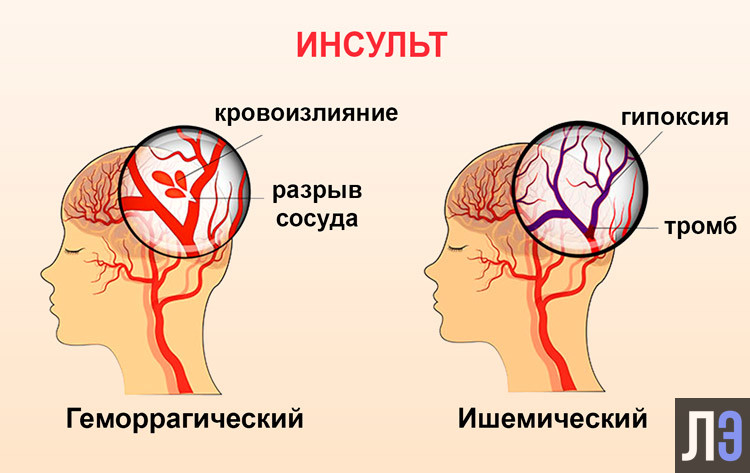 ИНСУЛЬТ
кровоизлияние
разрыв
сосуда
Геморрагический
гипоксия
тромб
Ишемический
ЛЭ